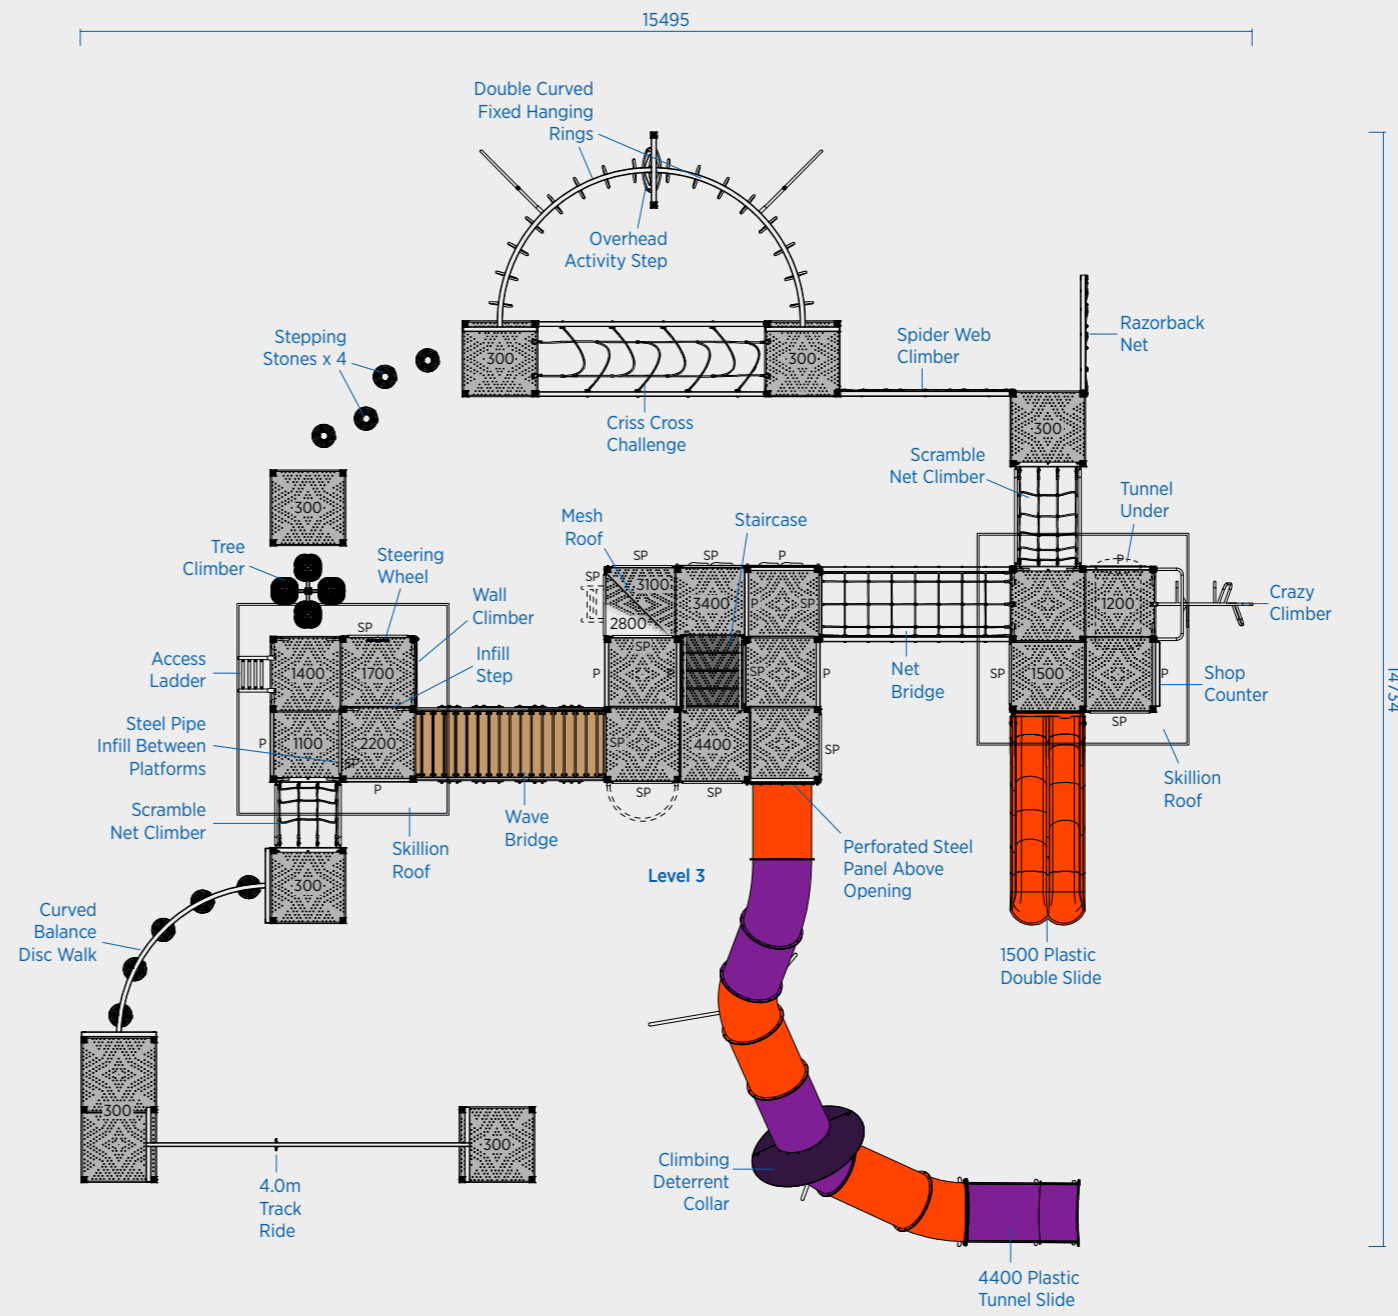 15495
Double Curved
Fixed Hanging
Rings
Overhead
Activity Step
Stepping
Stones x 4
300
300
Spider Web
Climber
Razorback
Net
Criss Cross
Challenge
300
Scramble
Net Climber
Tunnel
Under
300
Mesh
Roof
Staircase
Tree
Climber
Steering
Wheel
Wall
Climber
Infill
Step
SP
SP
SP
P
P
SP
3100
3400
P
SP
2800
SP
1200
Crazy
Climber
Access
Ladder
1400
1700
P
P
SP
P
Net
Bridge
SP
1500
Shop
Counter
P
14734
Steel Pipe
Infill Between
Platforms
P
1100
2200
SP
P
SP
4400
SP
SP
SP
SP
Skillion
Roof
Scramble
Net Climber
Skillion
Roof
Wave
Bridge
Level 3
Perforated Steel
Panel Above
Opening
300
Curved
Balance
Disc Walk
1500 Plastic
Double Slide
300
300
4.0m
Track
Ride
Climbing
Deterrent
Collar
4400 Plastic
Tunnel Slide